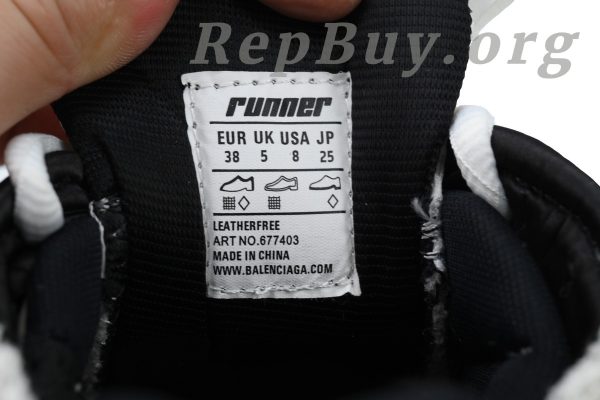 RepBuy.org
runner
EUR UK USA JP
38 5 8 25
LEATHERFREE
ART NO.677403
MADE IN CHINA
WWW.BALENCIAGA.COM